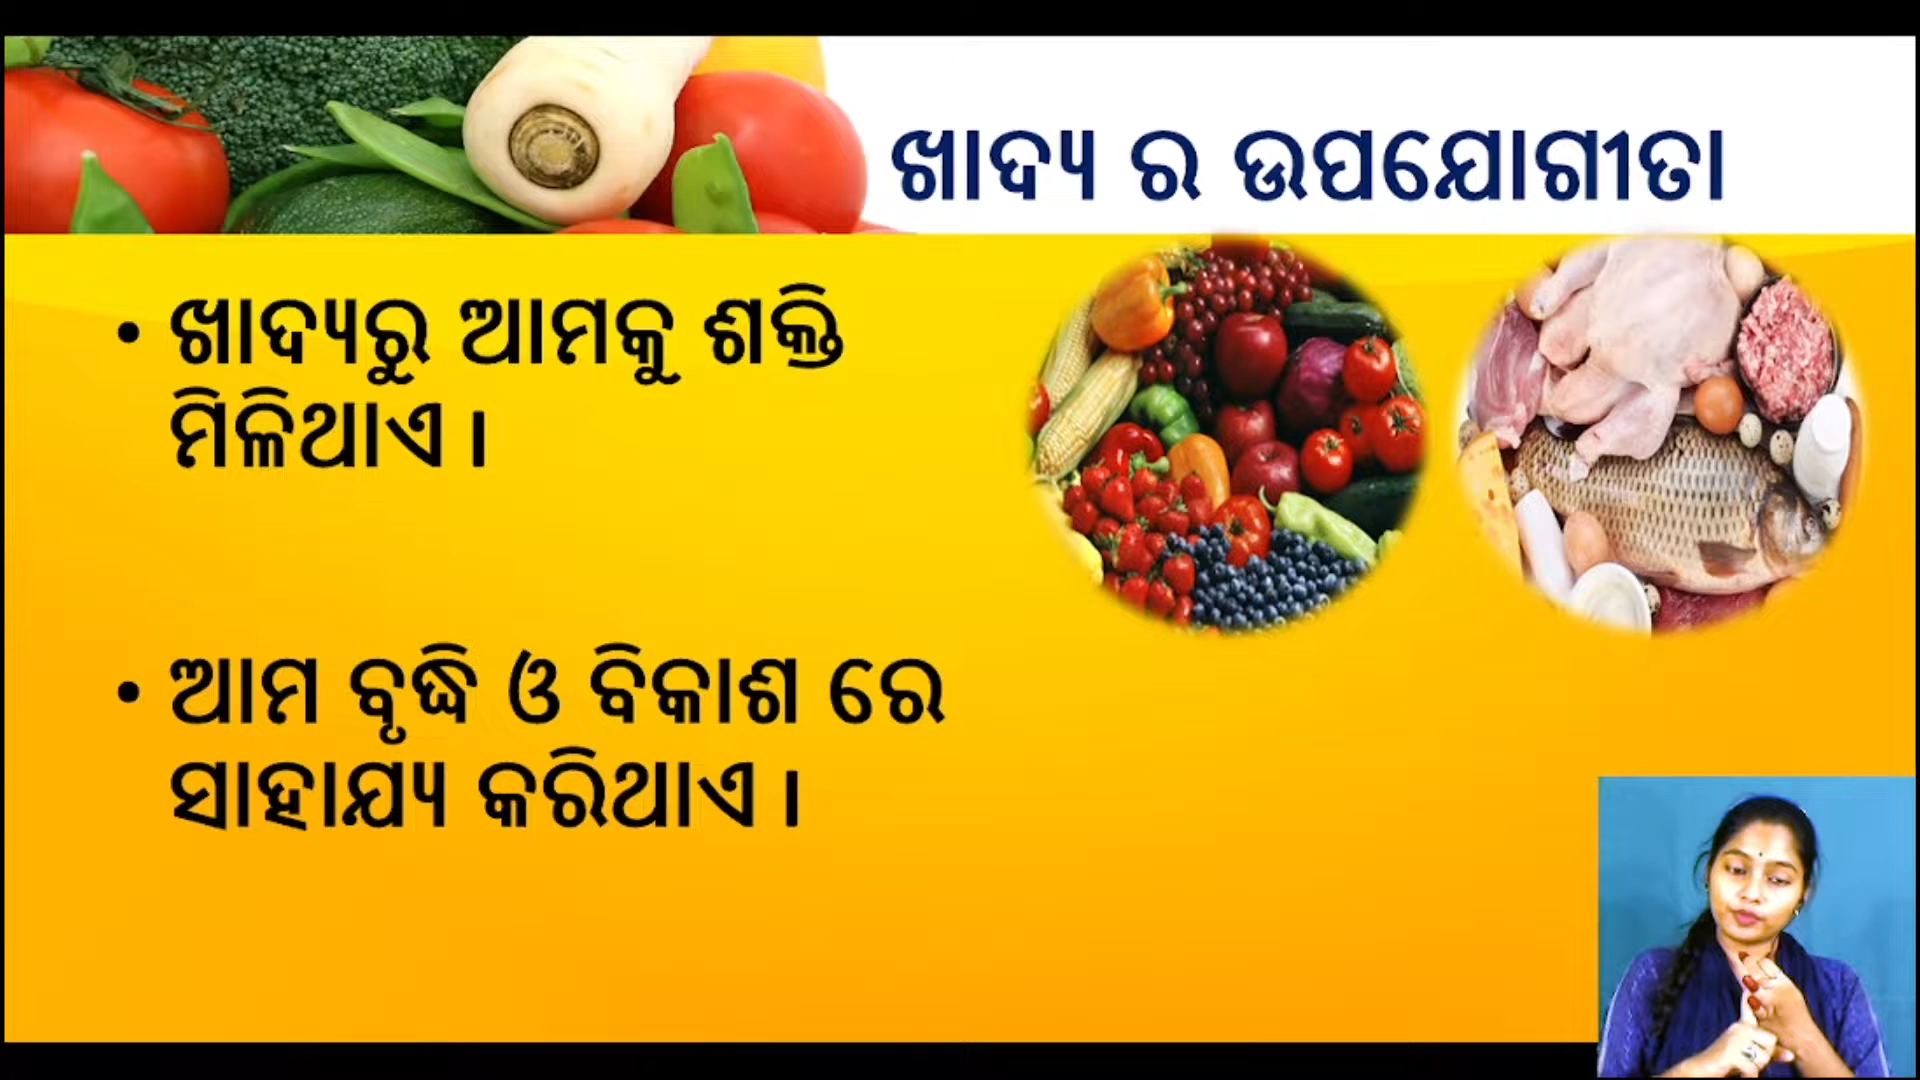 ଖାଦ୍ୟ ର ଉପଯୋଗୀତା
• ଖାଦ୍ୟରୁ ଆମକୁ ଶକ୍ତି
ମିଳିଥାଏ ।
• ଆମ ବୃଦ୍ଧି ଓ ବିକାଶ ରେ
ସାହାଯ୍ୟ କରିଥାଏ ।